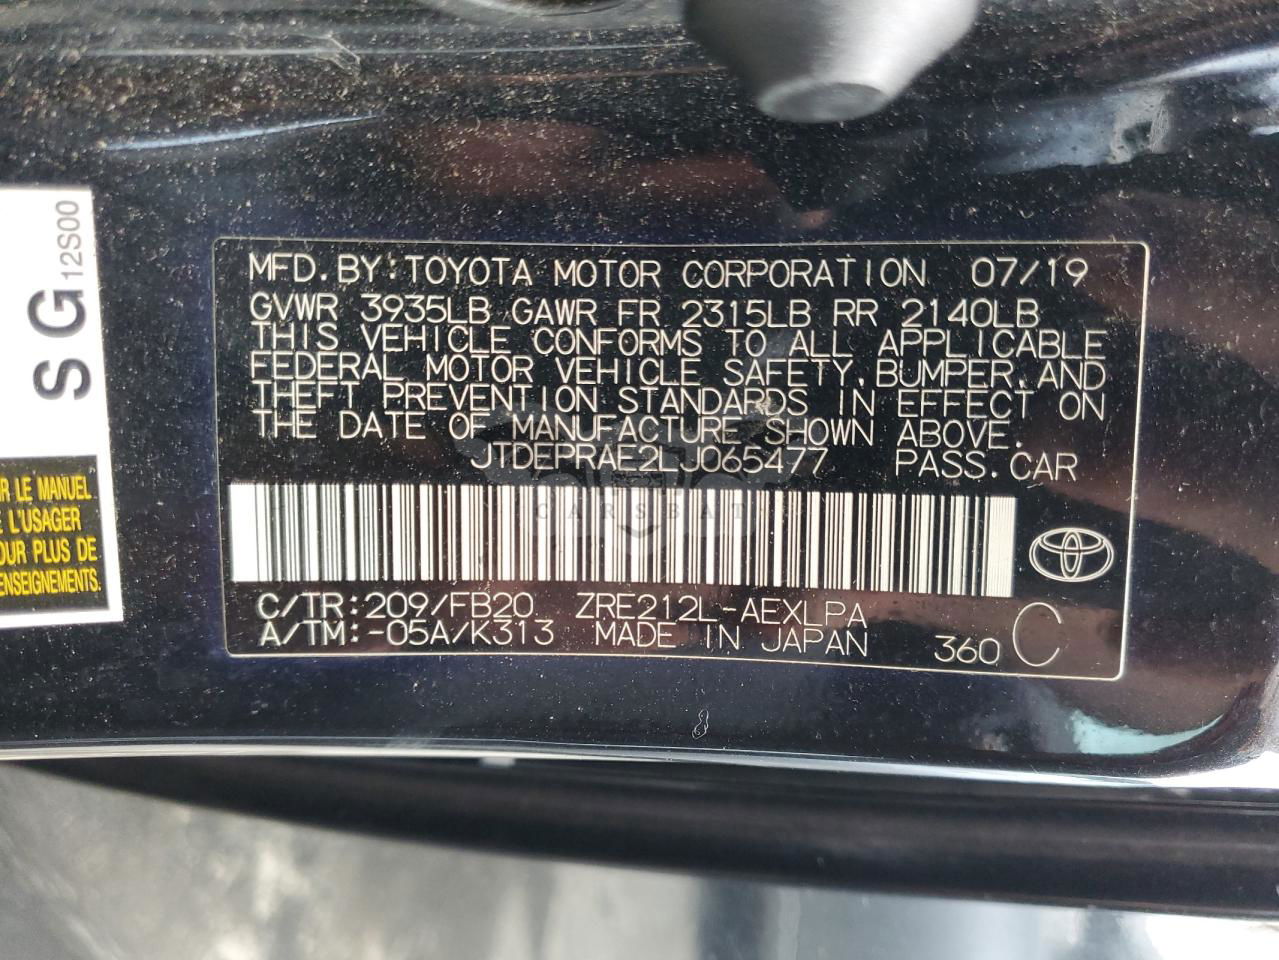 MFD.BY:TOYOTA MOTOR CORPORATION 07/19
GVWR 3935LB GAWR FR 2315LB RR 2140LB
THIS VEHICLE CONFORMS TO ALL APPLICABLE
FEDERAL MOTOR VEHICLE SAFETY,BUMPER,AND
THEFT PREVENTION STANDARDS IN EFFECT ON
THE DATE OF MANUFACTURE SHOWN ABOVE.
JTDEPRAE2LJ065477 PASS.CAR
CARSBAT
C/TR:209/FB20 ZRE212L-AEXLPA
A/TM:-05A/K313 MADE IN JAPAN 360 C
SG12S00
LE MANUEL
L'USAGER
PLUS DE